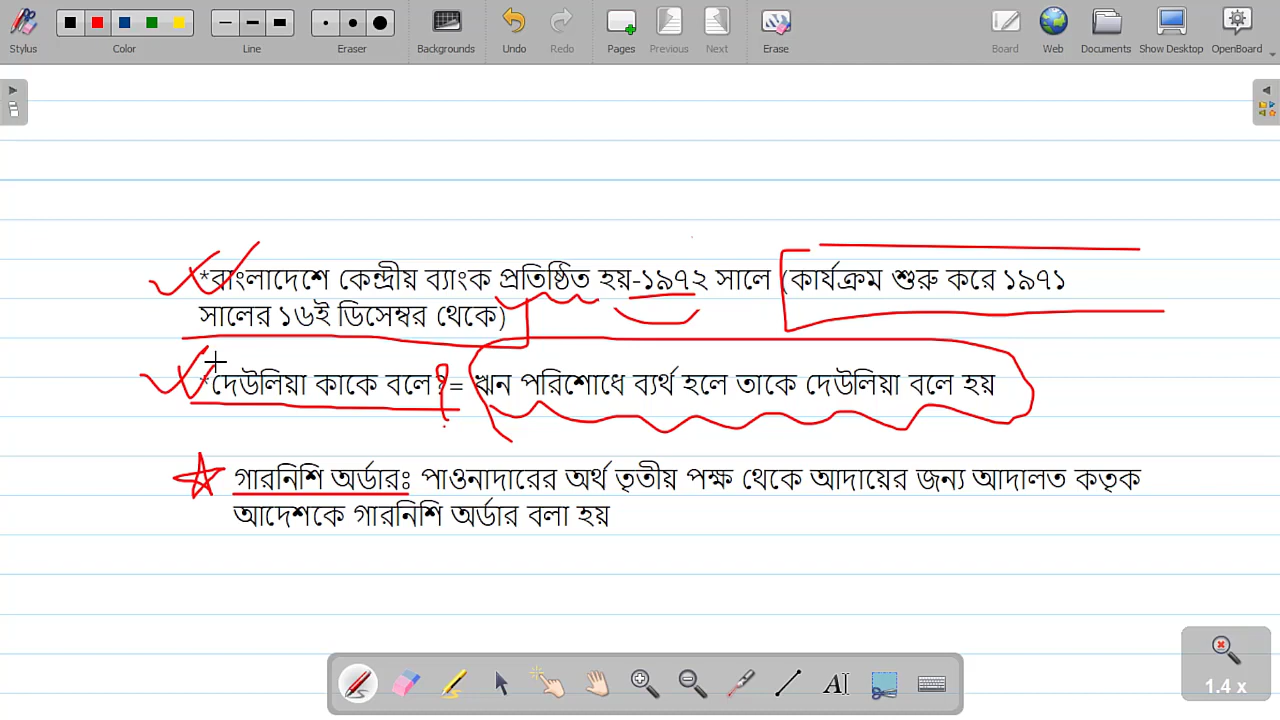 Stylus
Color
Line
Eraser
Backgrounds
Undo
Redo
Pages
Previous
Next
Erase
Board
Web
Documents
Show Desktop
OpenBoard
*বাংলাদেশে কেন্দ্রীয় ব্যাংক প্রতিষ্ঠিত হয়-১৯৭২ সালে (কার্যক্রম শুরু করে ১৯৭১
সালের ১৬ই ডিসেম্বর থেকে)
*দেউলিয়া কাকে বলে?= ঋন পরিশোধে ব্যর্থ হলে তাকে দেউলিয়া বলে হয়
গারনিশি অর্ডারঃ পাওনাদারের অর্থ তৃতীয় পক্ষ থেকে আদায়ের জন্য আদালত কতৃক
আদেশকে গারনিশি অর্ডার বলা হয়
1.4 x